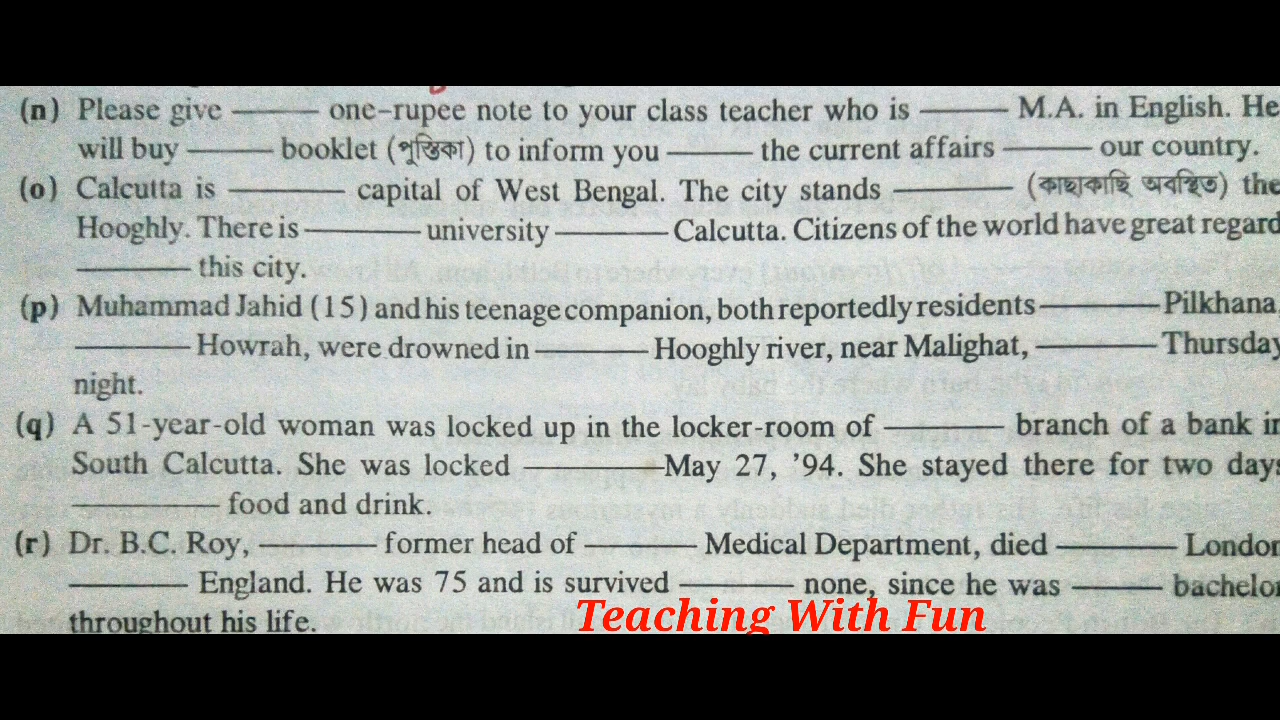 (n) Please give ——— one-rupee note to your class teacher who is ——— M.A. in English. He
will buy ——— booklet (পুস্তিকা) to inform you ——— the current affairs ——— our country.
(o) Calcutta is ——— capital of West Bengal. The city stands ——— (কাছাকাছি অবস্থিত) the
Hooghly. There is ——— university ——— Calcutta. Citizens of the world have great regard
——— this city.
(p) Muhammad Jahid (15) and his teenage companion, both reportedly residents ——— Pilkhana,
——— Howrah, were drowned in ——— Hooghly river, near Malighat, ——— Thursday
night.
(q) A 51-year-old woman was locked up in the locker-room of ——— branch of a bank in
South Calcutta. She was locked ——— May 27, '94. She stayed there for two days
——— food and drink.
(r) Dr. B.C. Roy, ——— former head of ——— Medical Department, died ——— London
——— England. He was 75 and is survived ——— none, since he was ——— bachelor
throughout his life.
Teaching With Fun